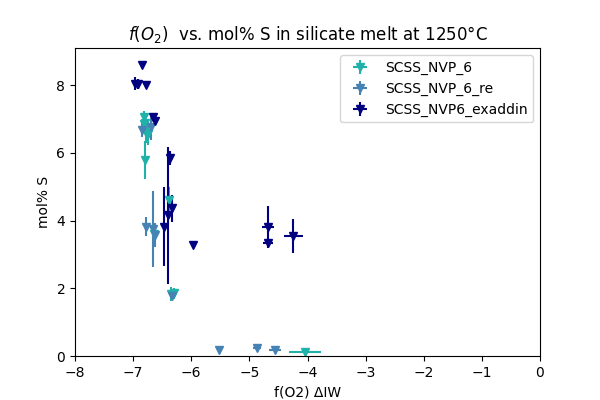 f(O₂) vs. mol% S in silicate melt at 1250°C
SCSS_NVP_6
SCSS_NVP_6_re
SCSS_NVP6_exaddin
mol% S
8
6
4
2
0
−8 −7 −6 −5 −4 −3 −2 −1 0
f(O2) ΔIW